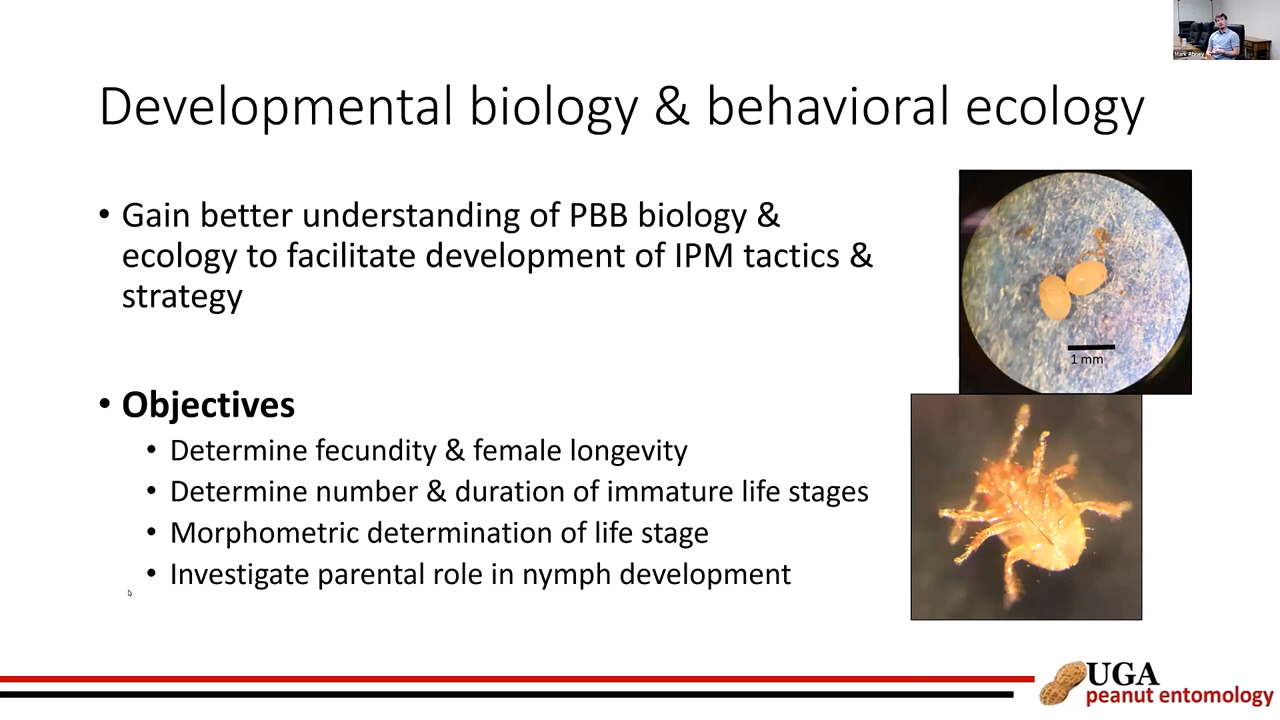 Mark Abney
Developmental biology & behavioral ecology
• Gain better understanding of PBB biology &
ecology to facilitate development of IPM tactics &
strategy
1 mm
• Objectives
• Determine fecundity & female longevity
• Determine number & duration of immature life stages
• Morphometric determination of life stage
• Investigate parental role in nymph development
UGA
peanut entomology